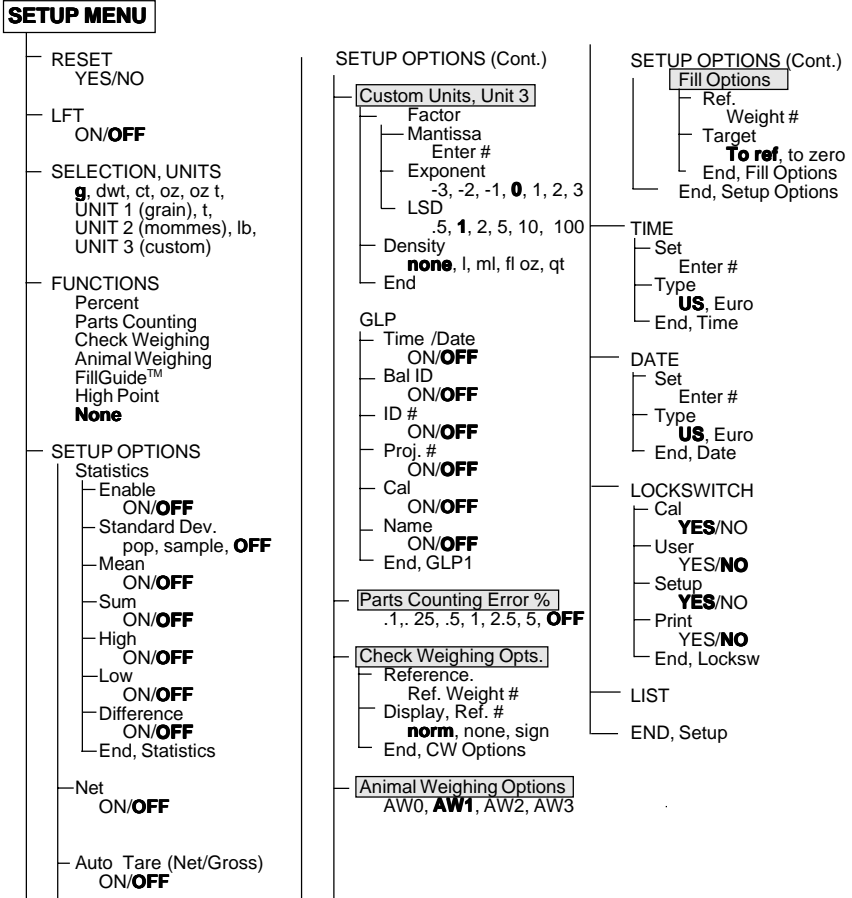 SETUP MENU
RESET
YES/NO
LFT
ON/OFF
SELECTION, UNITS
g, dwt, ct, oz, oz t,
UNIT 1 (grain), t,
UNIT 2 (mommes), lb,
UNIT 3 (custom)
FUNCTIONS
Percent
Parts Counting
Check Weighing
Animal Weighing
FillGuide™
High Point
None
SETUP OPTIONS
Statistics
Enable
ON/OFF
Standard Dev.
pop, sample, OFF
Mean
ON/OFF
Sum
ON/OFF
High
ON/OFF
Low
ON/OFF
Difference
ON/OFF
End, Statistics
Net
ON/OFF
Auto Tare (Net/Gross)
ON/OFF
SETUP OPTIONS (Cont.)
Custom Units, Unit 3
Factor
Mantissa
Enter #
Exponent
-3, -2, -1, 0, 1, 2, 3
LSD
.5, 1, 2, 5, 10, 100
Density
none, l, ml, fl oz, qt
End
GLP
Time /Date
ON/OFF
Bal ID
ON/OFF
ID #
ON/OFF
Proj. #
ON/OFF
Cal
ON/OFF
Name
ON/OFF
End, GLP1
Parts Counting Error %
.1,. 25, .5, 1, 2.5, 5, OFF
Check Weighing Opts.
Reference.
Ref. Weight #
Display, Ref. #
norm, none, sign
End, CW Options
Animal Weighing Options
AW0, AW1, AW2, AW3
SETUP OPTIONS (Cont.)
Fill Options
Ref.
Weight #
Target
To ref, to zero
End, Fill Options
End, Setup Options
TIME
Set
Enter #
Type
US, Euro
End, Time
DATE
Set
Enter #
Type
US, Euro
End, Date
LOCKSWITCH
Cal
YES/NO
User
YES/NO
Setup
YES/NO
Print
YES/NO
End, Locksw
LIST
END, Setup